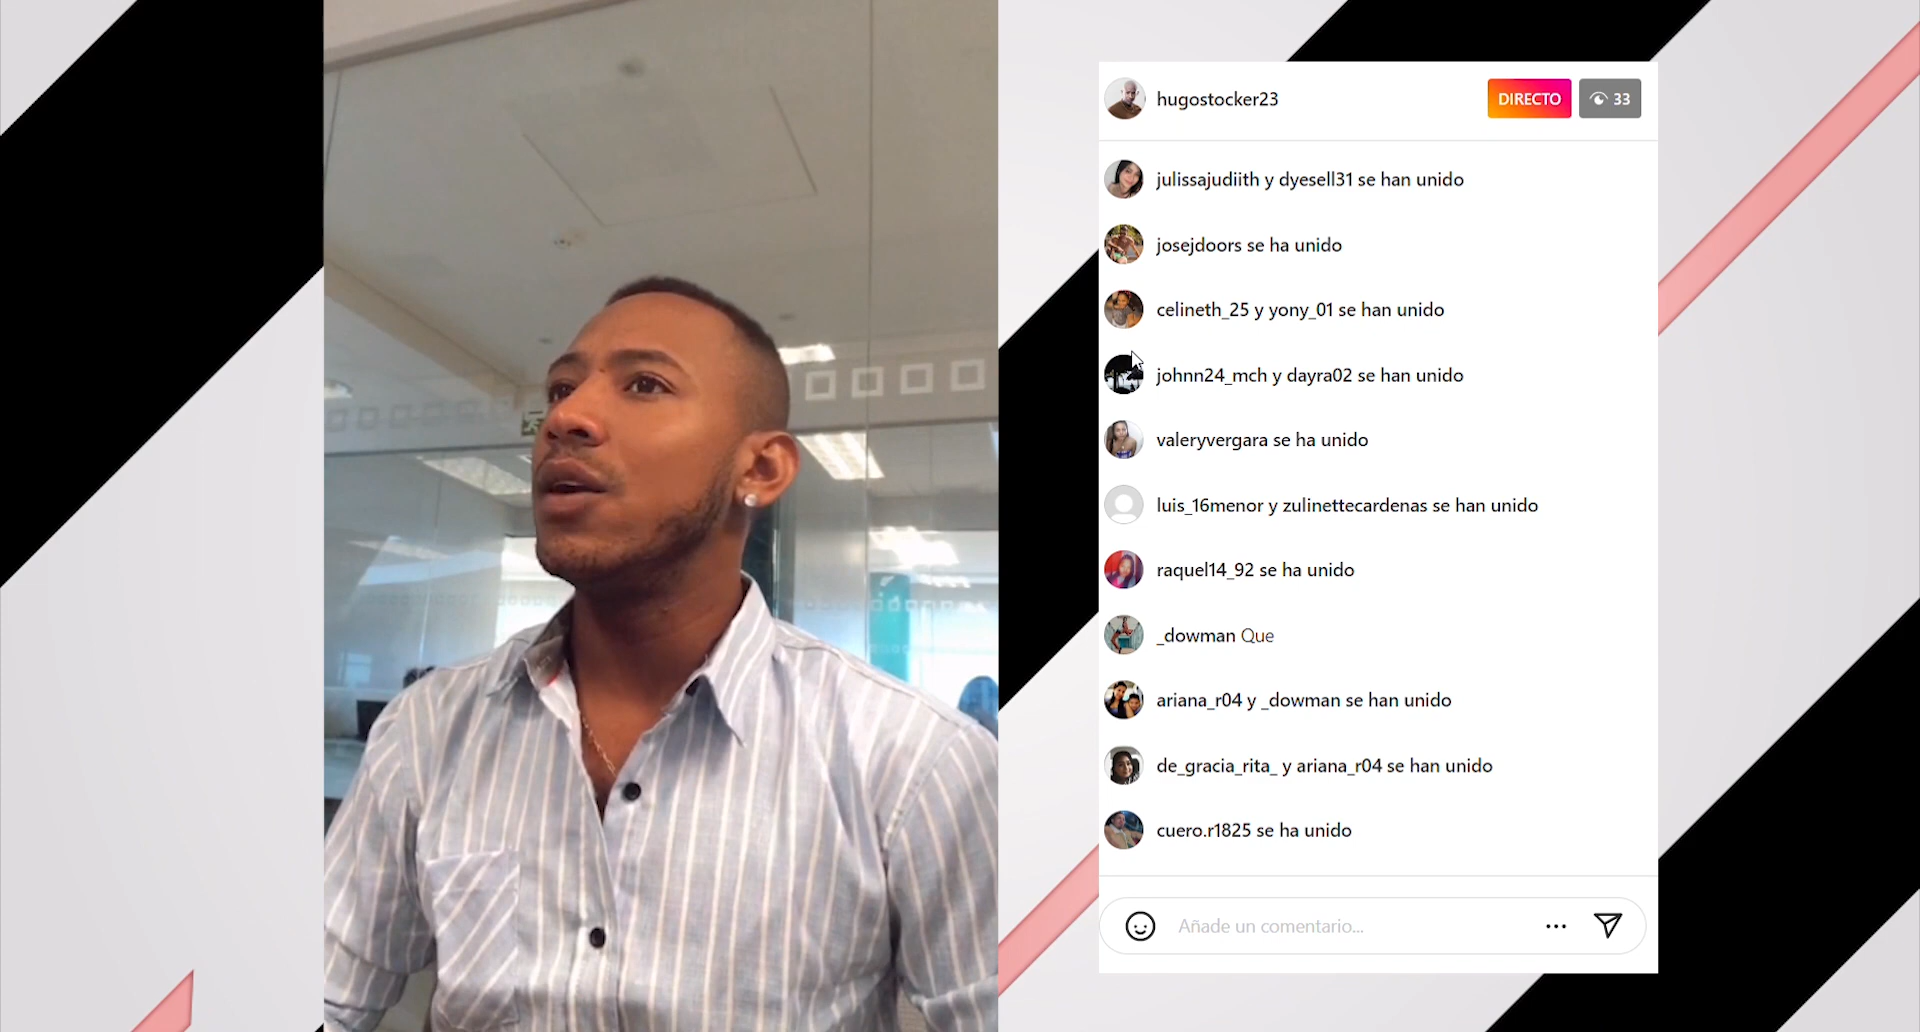 hugostocker23
DIRECTO
33
julissajudiith y dyesell31 se han unido
josejdoors se ha unido
celineth_25 y yony_01 se han unido
johnn24_mch y dayra02 se han unido
valeryvergara se ha unido
luis_16menor y zulinettecardenas se han unido
raquel14_92 se ha unido
_dowman Que
ariana_r04 y _dowman se han unido
de_gracia_rita_ y ariana_r04 se han unido
cuero.r1825 se ha unido
Añade un comentario...